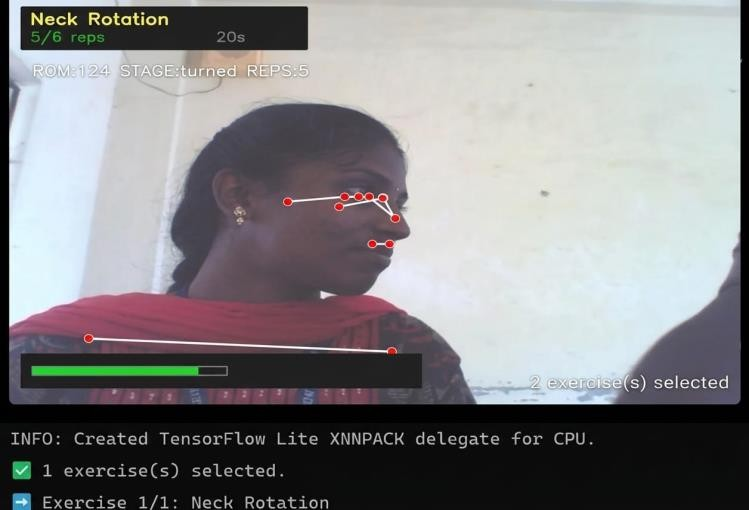 Neck Rotation
5/6 reps 20s
ROM:124 STAGE:turned REPS:5
2 exercise(s) selected
INFO: Created TensorFlow Lite XNNPACK delegate for CPU.
✅ 1 exercise(s) selected.
➡️ Exercise 1/1: Neck Rotation